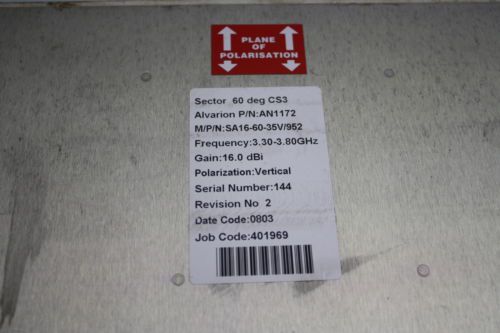 PLANE
OF
POLARISATION
Sector 60 deg CS3
Alvarion P/N:AN1172
M/P/N:SA16-60-35V/952
Frequency:3.30-3.80GHz
Gain:16.0 dBi
Polarization:Vertical
Serial Number:144
Revision No 2
Date Code:0803
Job Code:401969